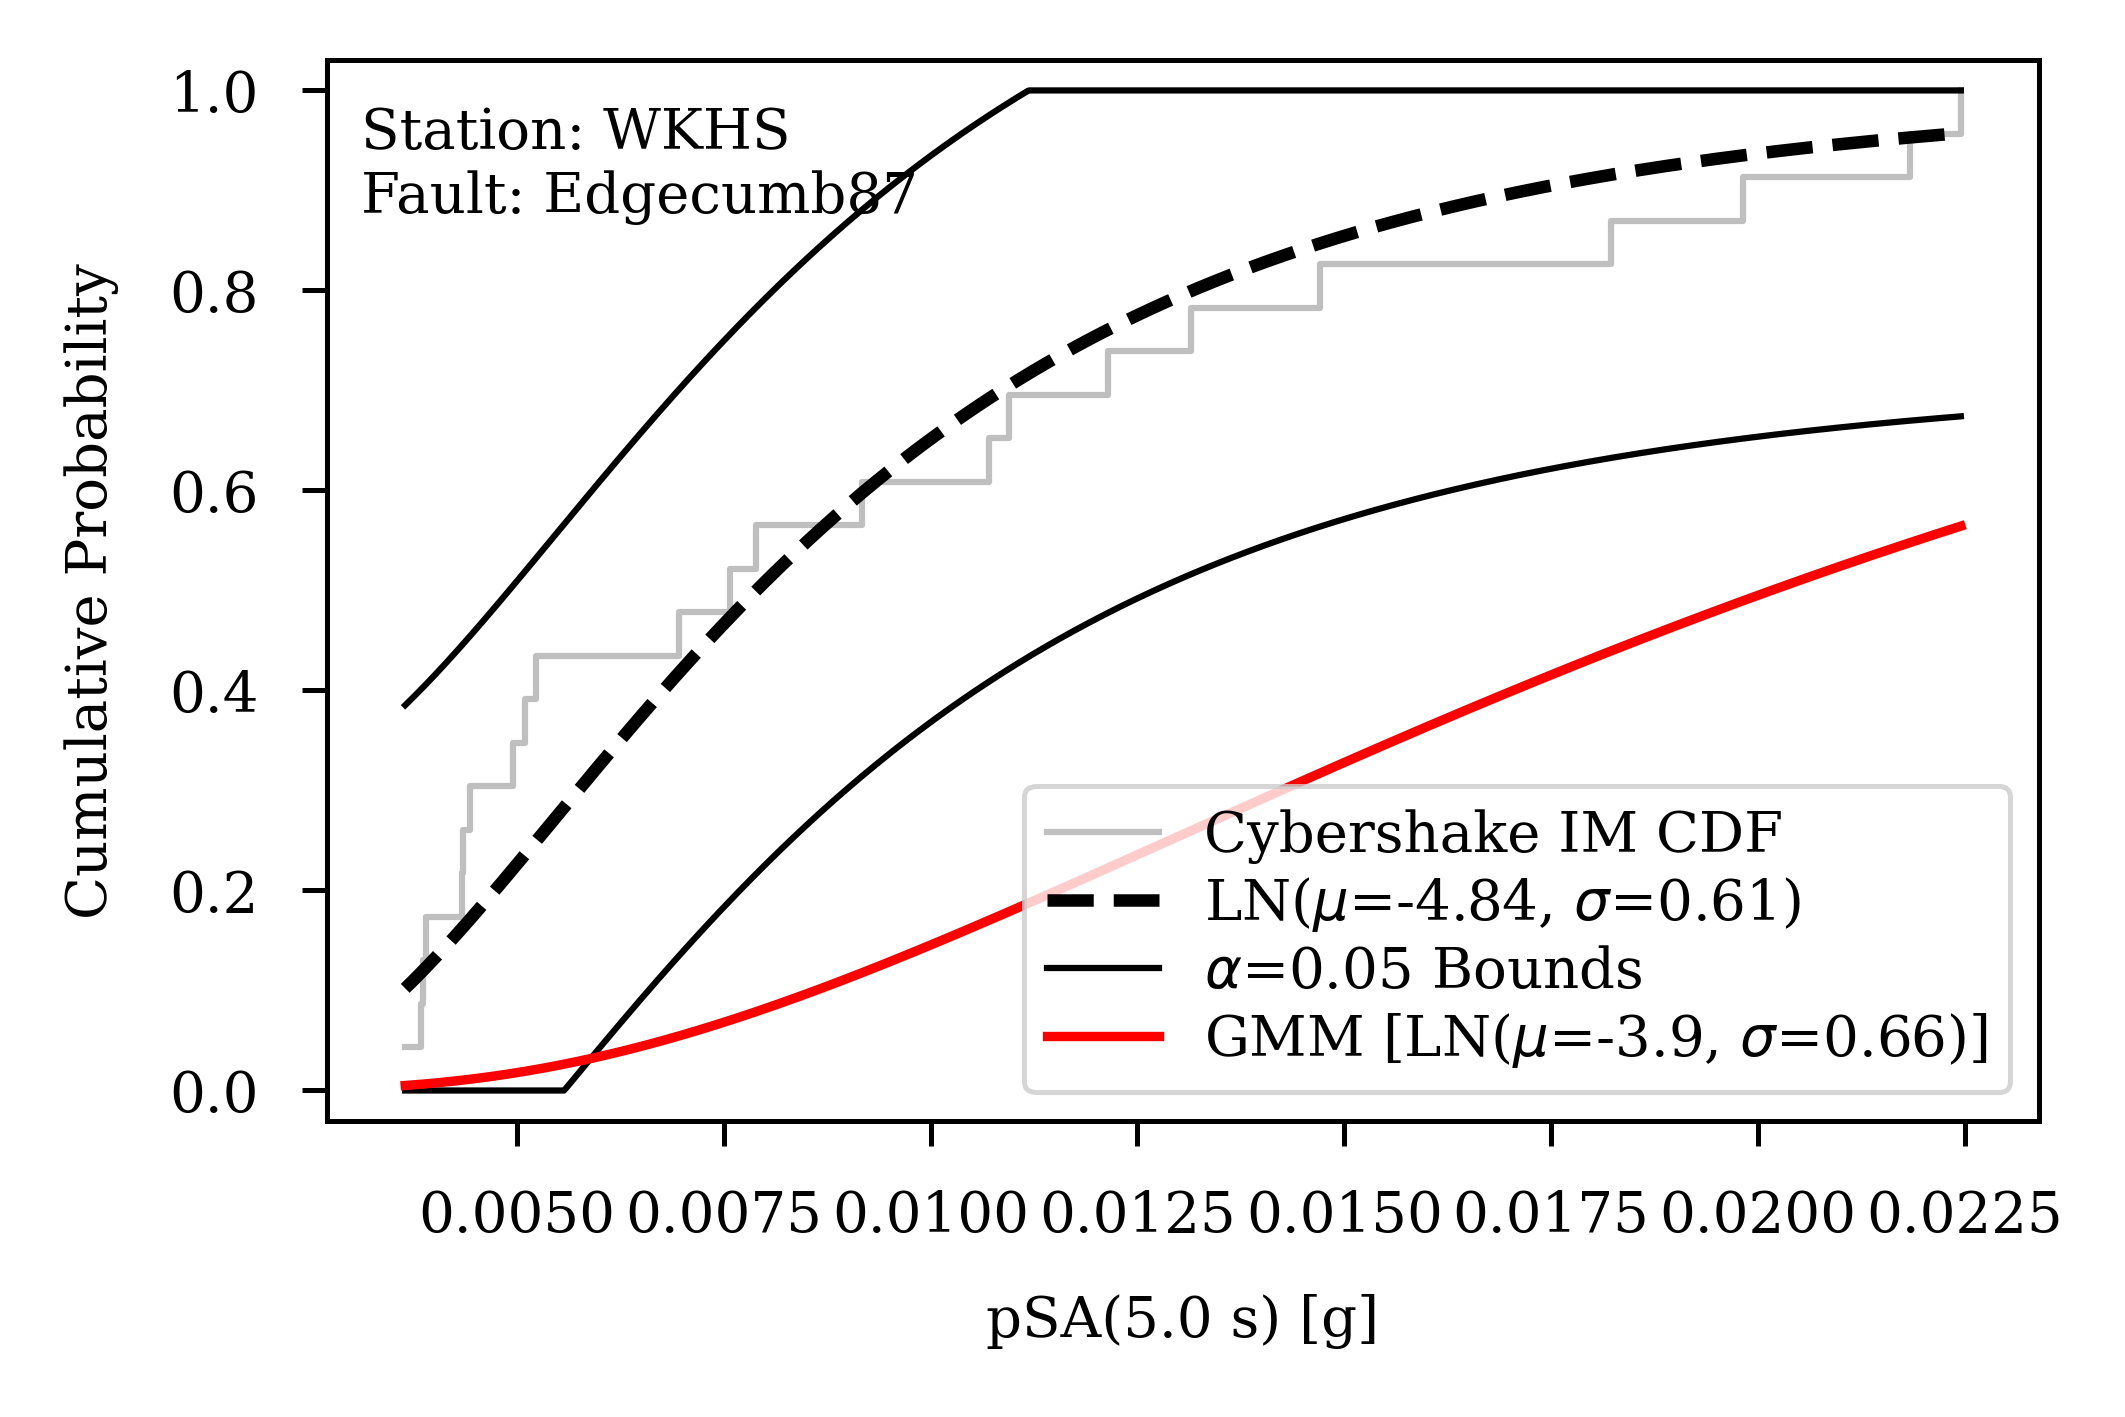 Station: WKHS
Fault: Edgecumb87
Cumulative Probability
1.0
0.8
0.6
0.4
0.2
0.0
Cybershake IM CDF
LN(μ=-4.84, σ=0.61)
α=0.05 Bounds
GMM [LN(μ=-3.9, σ=0.66)]
0.0050 0.0075 0.0100 0.0125 0.0150 0.0175 0.0200 0.0225
pSA(5.0 s) [g]